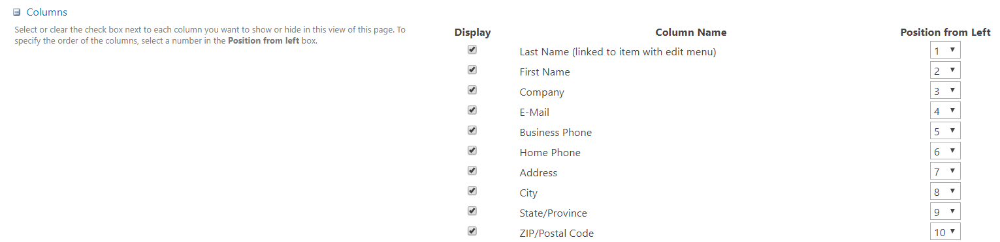 Columns
Select or clear the check box next to each column you want to show or hide in this view of this page. To
specify the order of the columns, select a number in the Position from left box.
Display Column Name Position from Left
Last Name (linked to item with edit menu) 1
First Name 2
Company 3
E-Mail 4
Business Phone 5
Home Phone 6
Address 7
City 8
State/Province 9
ZIP/Postal Code 10